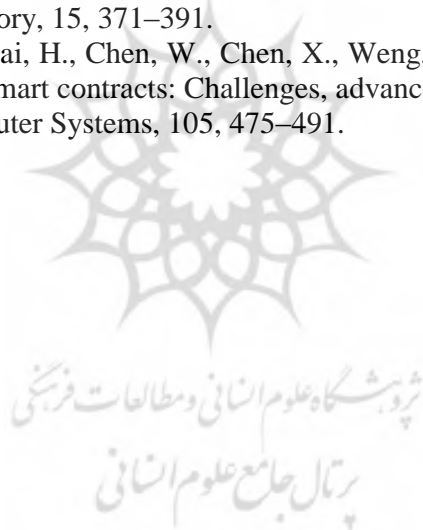 ory, 15, 371–391.
ai, H., Chen, W., Chen, X., Weng,
mart contracts: Challenges, advanc
uter Systems, 105, 475–491.
پژوهشگاه علوم انسانی و مطالعات فرهنگی
پرتال جامع علوم انسانی